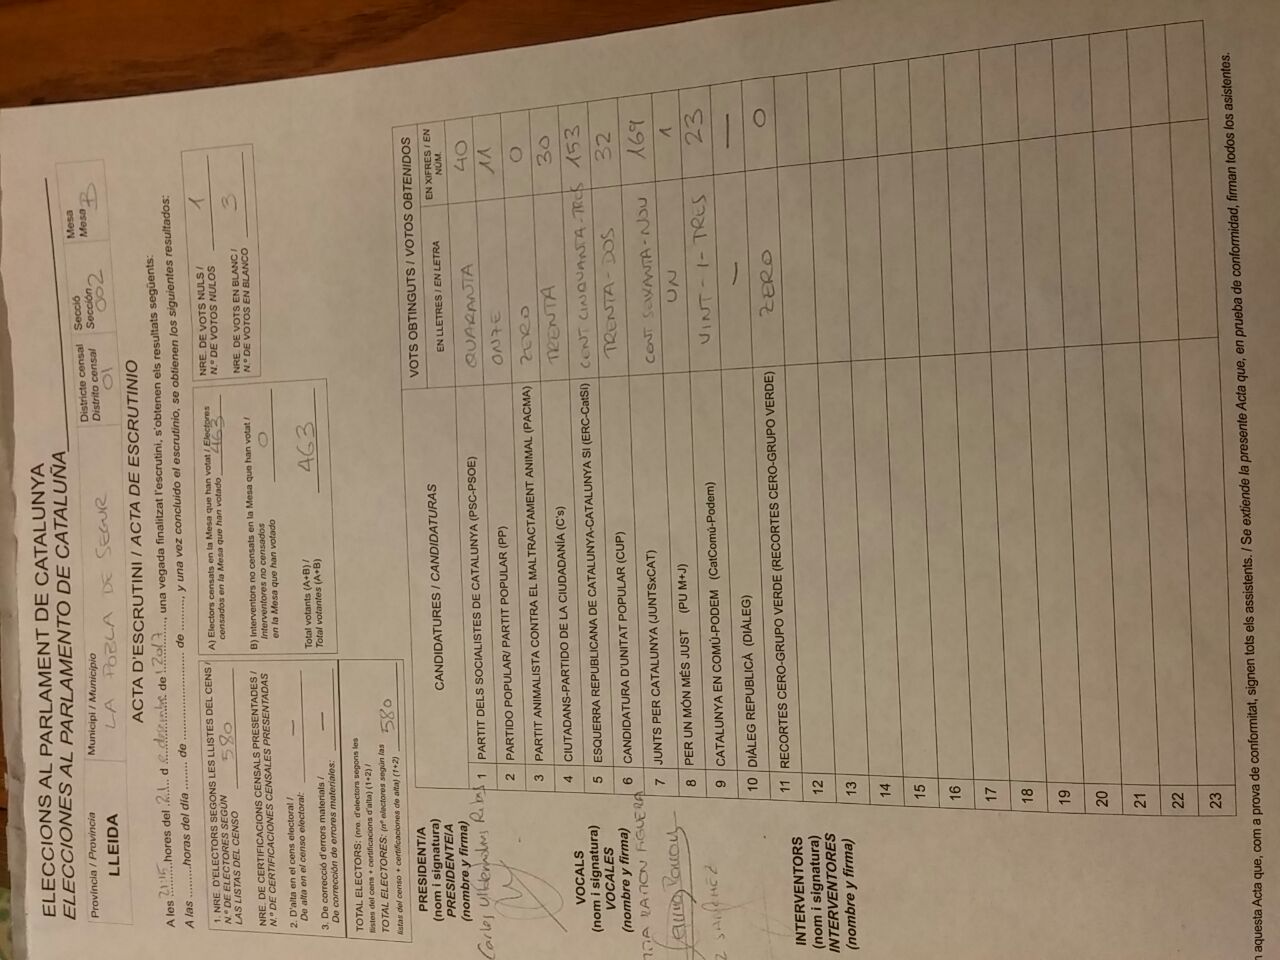 ELECCIONS AL PARLAMENT DE CATALUNYA
ELECCIONES AL PARLAMENTO DE CATALUÑA
Província / Provincia
LLEIDA
Municipi / Municipio
LA POBLA DE SEGUR
Districte censal
Distrito censal
01
Secció
Sección
002
Mesa
Mesa B
ACTA D'ESCRUTINI / ACTA DE ESCRUTINIO
A les 21:15 hores del 21 d e desembre de 2017, una vegada finalitzat l'escrutini, s'obtenen els resultats següents:
A las ......... horas del día ........ de .................... de ........., y una vez concluido el escrutinio, se obtienen los siguientes resultados:
1. NRE. D'ELECTORS SEGONS LES LLISTES DEL CENS /
N.º DE ELECTORES SEGÚN
LAS LISTAS DEL CENSO 580
NRE. DE CERTIFICACIONS CENSALS PRESENTADES /
N.º DE CERTIFICACIONES CENSALES PRESENTADAS
2. D'alta en el cens electoral /
De alta en el censo electoral: —
3. De correcció d'errors materials /
De corrección de errores materiales: —
TOTAL ELECTORS: (nre. d'electors segons les
llistes del cens + certificacions d'alta) (1+2) /
TOTAL ELECTORES: (nº electores según las
listas del censo + certificaciones de alta) (1+2) 580
A) Electors censats en la Mesa que han votat / Electores
censados en la Mesa que han votado 463
B) Interventors no censats en la Mesa que han votat /
Interventores no censados
en la Mesa que han votado 0
Total votants (A+B) /
Total votantes (A+B) 463
NRE. DE VOTS NULS /
N.º DE VOTOS NULOS 1
NRE. DE VOTS EN BLANC /
N.º DE VOTOS EN BLANCO 3
PRESIDENT/A
(nom i signatura)
PRESIDENTE/A
(nombre y firma)
Carles
VOCALS
(nom i signatura)
VOCALES
(nombre y firma)
FIGUERA
INTERVENTORS
(nom i signatura)
INTERVENTORES
(nombre y firma)
CANDIDATURES / CANDIDATURAS
VOTS OBTINGUTS / VOTOS OBTENIDOS
EN LLETRES / EN LETRA
EN XIFRES / EN NÚM.
1 PARTIT DELS SOCIALISTES DE CATALUNYA (PSC-PSOE) QUARANTA 40
2 PARTIDO POPULAR/ PARTIT POPULAR (PP) ONZE 11
3 PARTIT ANIMALISTA CONTRA EL MALTRACTAMENT ANIMAL (PACMA) ZERO 0
4 CIUTADANS-PARTIDO DE LA CIUDADANÍA (C's) TRENTA 30
5 ESQUERRA REPUBLICANA DE CATALUNYA-CATALUNYA SI (ERC-CatSI) CENT CINQUANTA-TRES 153
6 CANDIDATURA D'UNITAT POPULAR (CUP) TRENTA-DOS 32
7 JUNTS PER CATALUNYA (JUNTSxCAT) CENT SEIXANTA-NOU 169
8 PER UN MÓN MÉS JUST (PU M+J) UN 1
9 CATALUNYA EN COMÚ-PODEM (CatComú-Podem) VINT-I-TRES 23
10 DIÀLEG REPUBLICÀ (DIÀLEG) — —
11 RECORTES CERO-GRUPO VERDE (RECORTES CERO-GRUPO VERDE) ZERO 0
12
13
14
15
16
17
18
19
20
21
22
23
aquesta Acta que, com a prova de conformitat, signen tots els assistents. / Se extiende la presente Acta que, en prueba de conformidad, firman todos los asistentes.